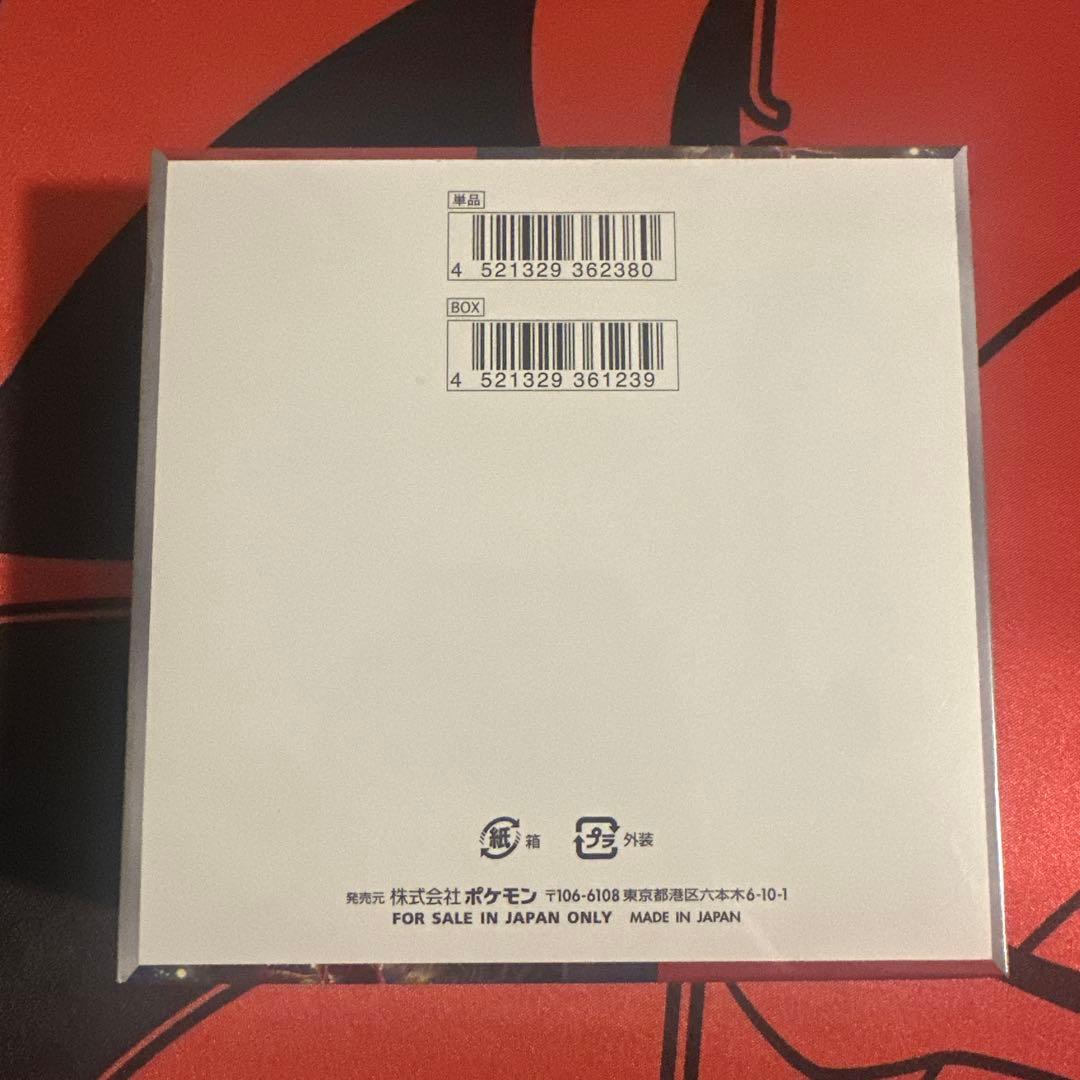 単品
4 521329 362380
BOX
4 521329 361239
紙 箱 プラ 外装
発売元 株式会社 ポケモン 〒106-6108 東京都港区六本木6-10-1
FOR SALE IN JAPAN ONLY MADE IN JAPAN